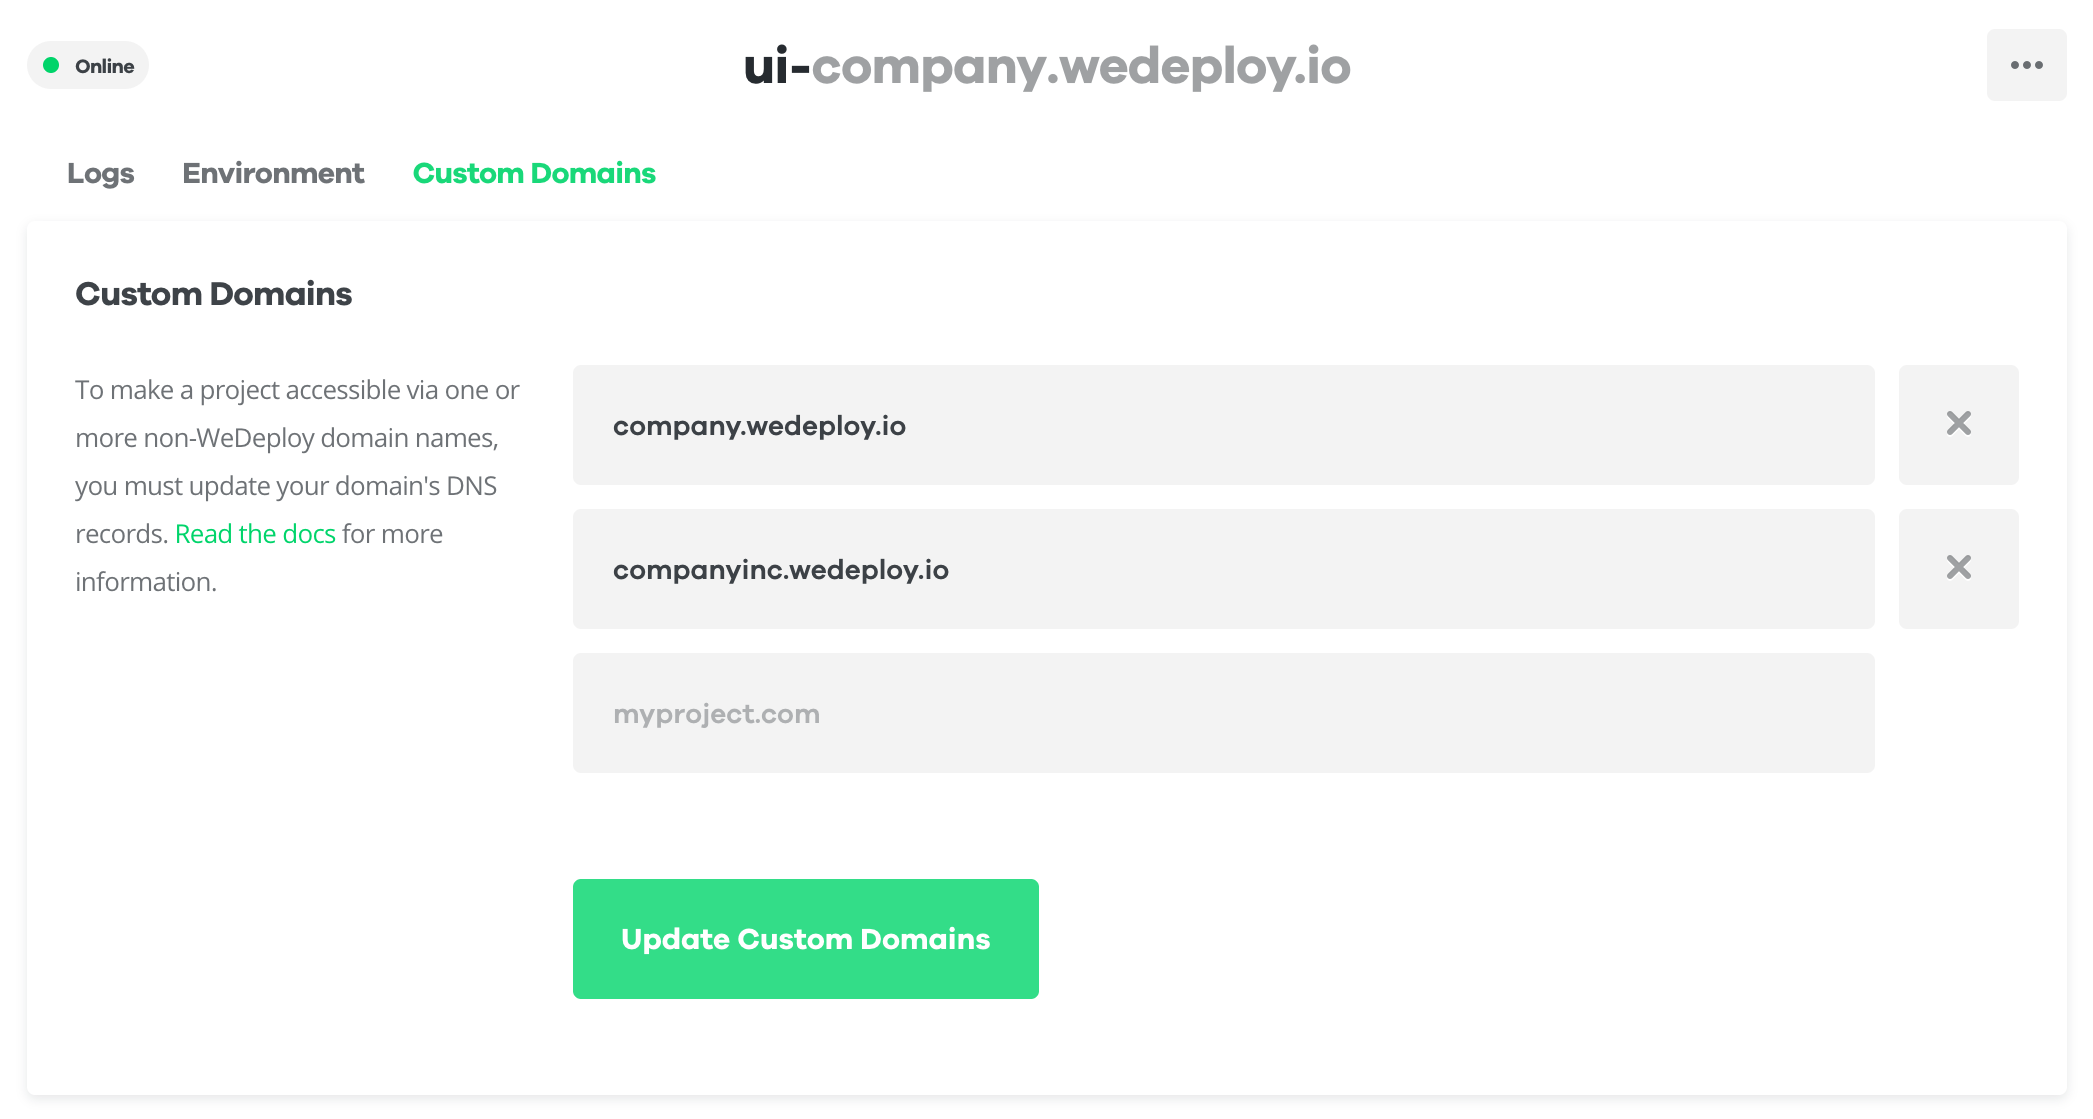 Online
ui-company.wedeploy.io
Logs Environment Custom Domains
Custom Domains
To make a project accessible via one or
more non-WeDeploy domain names,
you must update your domain's DNS
records. Read the docs for more
information.
company.wedeploy.io
companyinc.wedeploy.io
myproject.com
Update Custom Domains